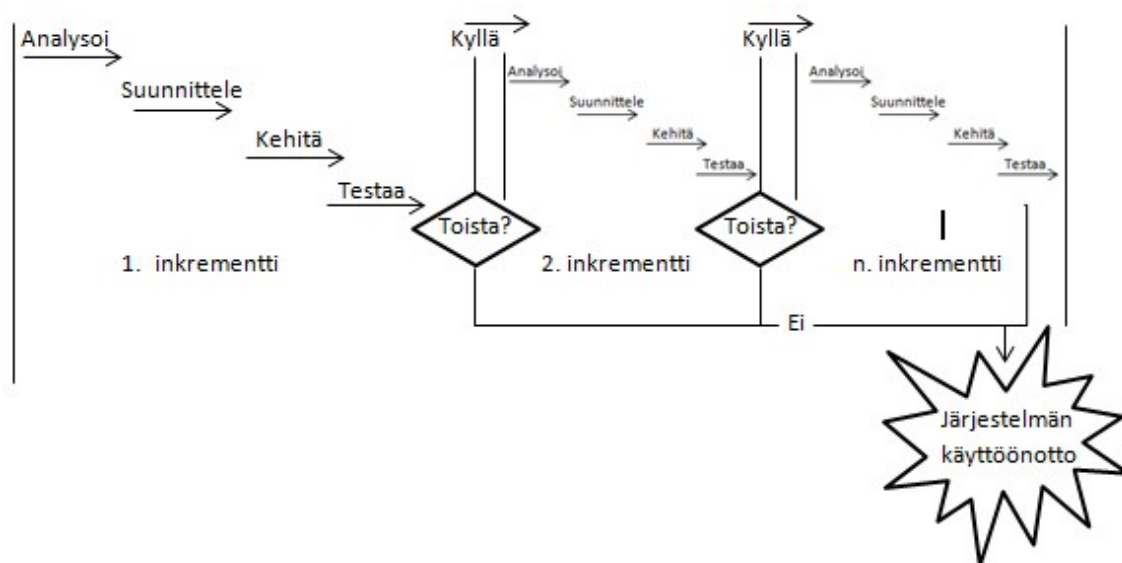 Analysoi
Suunnittele
Kehitä
Testaa
Toista?
1. inkrementti
Kyllä
Analysoi
Suunnittele
Kehitä
Testaa
Toista?
2. inkrementti
Kyllä
Analysoi
Suunnittele
Kehitä
Testaa
n. inkrementti
Ei
Järjestelmän
käyttöönotto